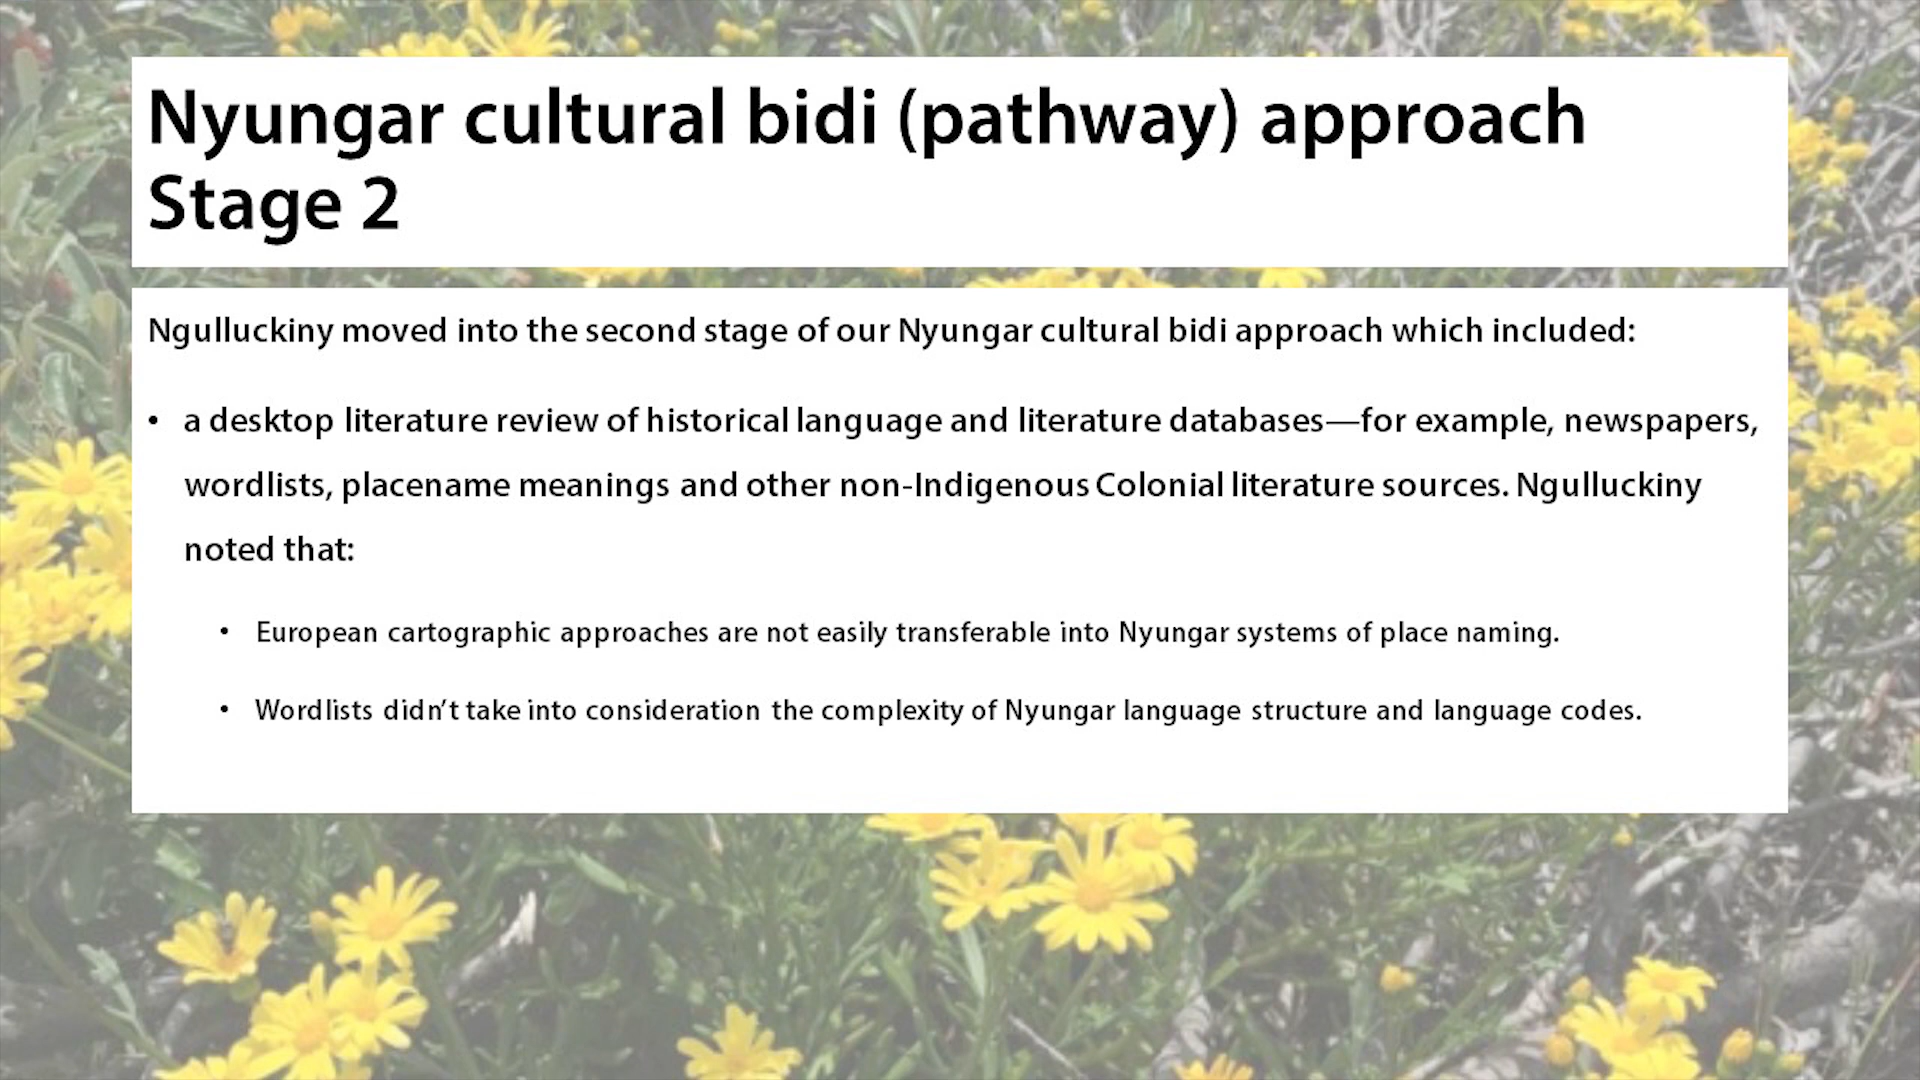 Nyungar cultural bidi (pathway) approach
Stage 2
Ngulluckiny moved into the second stage of our Nyungar cultural bidi approach which included:
• a desktop literature review of historical language and literature databases—for example, newspapers,
wordlists, placename meanings and other non-Indigenous Colonial literature sources. Ngulluckiny
noted that:
• European cartographic approaches are not easily transferable into Nyungar systems of place naming.
• Wordlists didn’t take into consideration the complexity of Nyungar language structure and language codes.